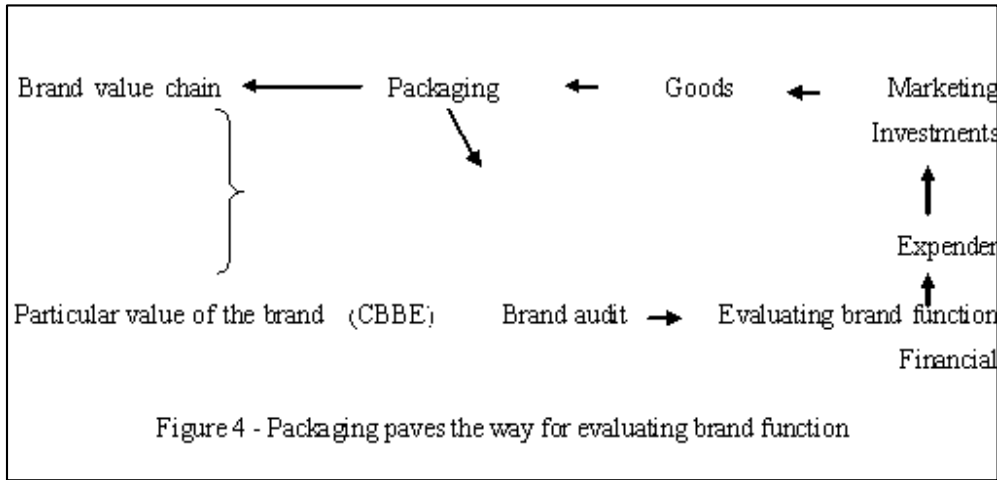 Brand value chain Packaging Goods Marketing
Investments
Expender
Particular value of the brand (CBBE) Brand audit Evaluating brand function
Financial
Figure 4 - Packaging paves the way for evaluating brand function